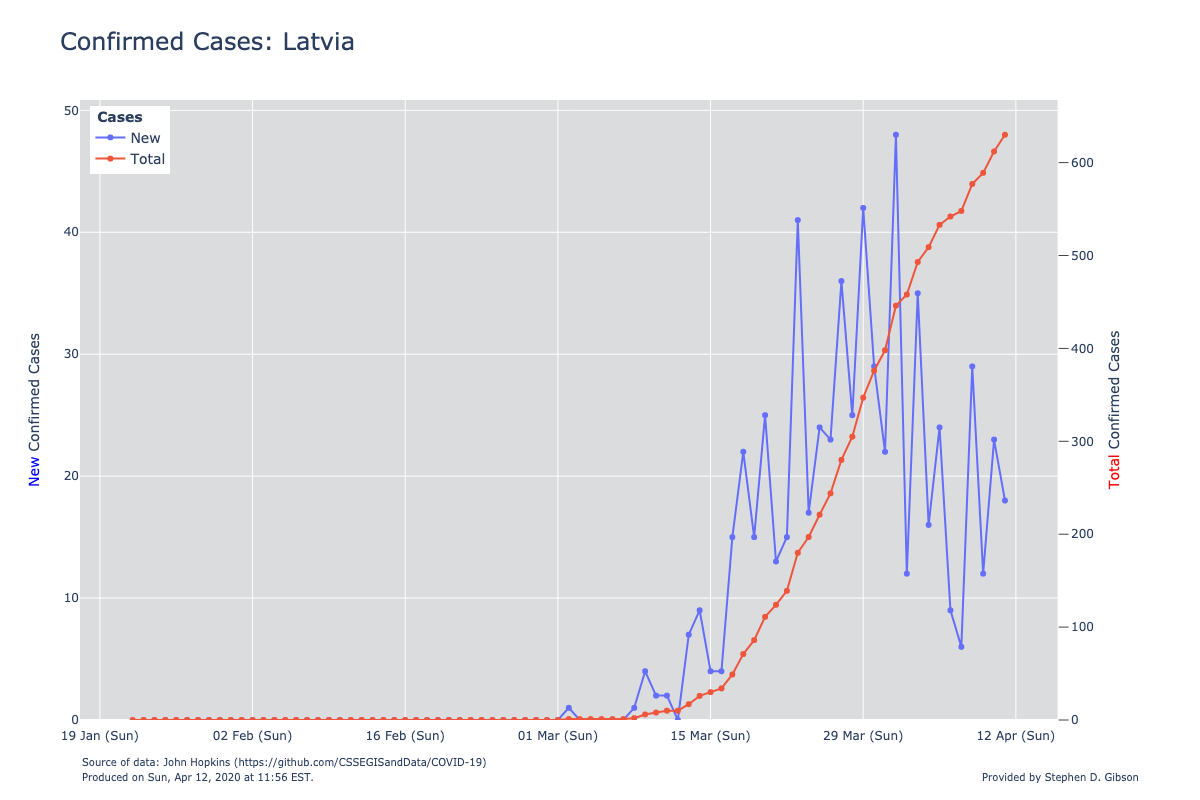 Confirmed Cases: Latvia
Cases
New
Total
50
40
30
20
10
0
600
500
400
300
200
100
0
New Confirmed Cases
Total Confirmed Cases
19 Jan (Sun)
02 Feb (Sun)
16 Feb (Sun)
01 Mar (Sun)
15 Mar (Sun)
29 Mar (Sun)
12 Apr (Sun)
Source of data: John Hopkins (https://github.com/CSSEGISandData/COVID-19)
Produced on Sun, Apr 12, 2020 at 11:56 EST.
Provided by Stephen D. Gibson